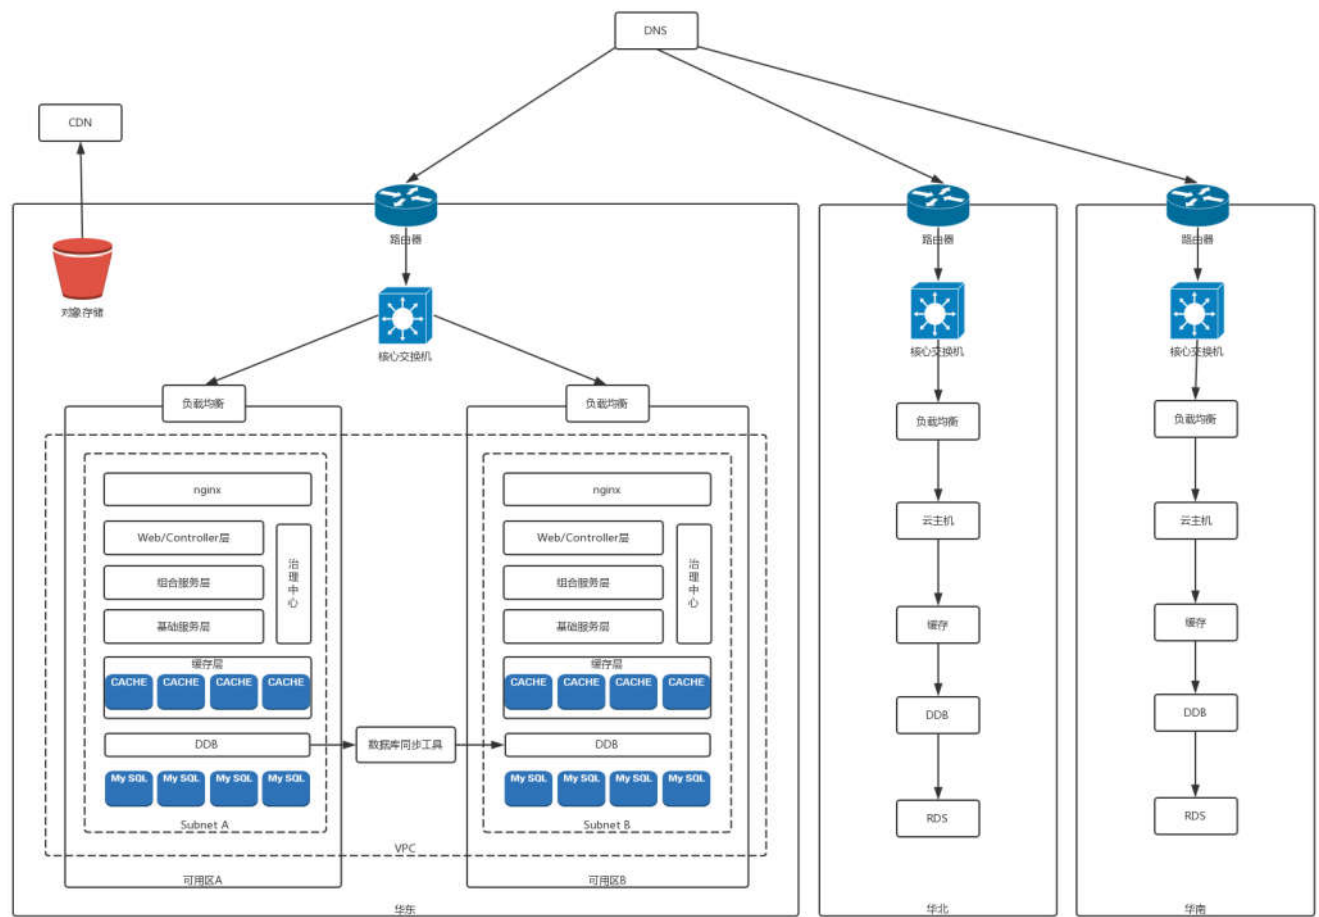 DNS
CDN
对象存储
路由器
核心交换机
负载均衡
负载均衡
nginx
Web/Controller层
组合服务层
基础服务层
治理中心
缓存层
CACHE CACHE CACHE CACHE
DDB
My SQL My SQL My SQL My SQL
Subnet A
可用区A
数据库同步工具
nginx
Web/Controller层
组合服务层
基础服务层
治理中心
缓存层
CACHE CACHE CACHE CACHE
DDB
My SQL My SQL My SQL My SQL
Subnet B
可用区B
VPC
华东
路由器
核心交换机
负载均衡
云主机
缓存
DDB
RDS
华北
路由器
核心交换机
负载均衡
云主机
缓存
DDB
RDS
华南